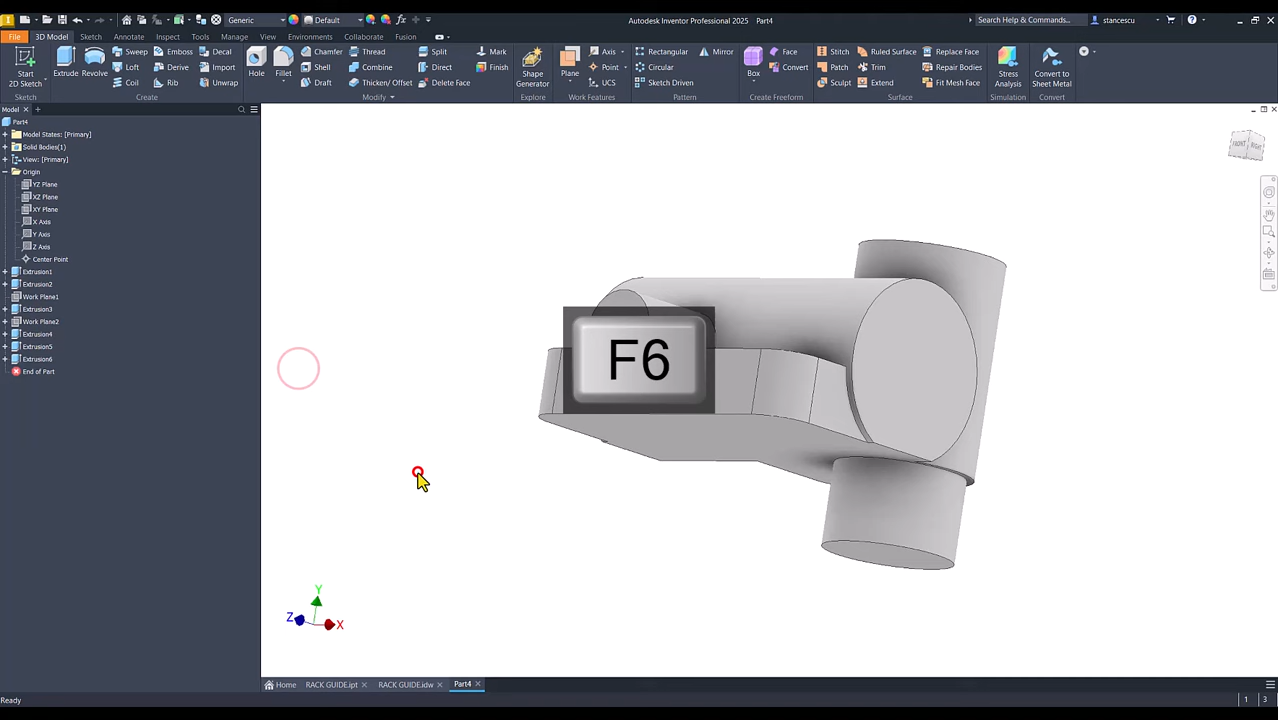 Generic
Default
fx
Autodesk Inventor Professional 2025 Part4
Search Help & Commands...
stancescu
File
3D Model
Sketch
Annotate
Inspect
Tools
Manage
View
Environments
Collaborate
Fusion
Start
2D Sketch
Extrude
Revolve
Sweep
Loft
Coil
Emboss
Derive
Rib
Decal
Import
Unwrap
Hole
Fillet
Chamfer
Shell
Draft
Thread
Combine
Thicken/ Offset
Split
Direct
Delete Face
Mark
Finish
Shape
Generator
Plane
Axis
Point
UCS
Rectangular
Circular
Sketch Driven
Mirror
Box
Face
Convert
Stitch
Patch
Sculpt
Ruled Surface
Trim
Extend
Replace Face
Repair Bodies
Fit Mesh Face
Stress
Analysis
Convert to
Sheet Metal
Sketch
Create
Modify
Explore
Work Features
Pattern
Create Freeform
Surface
Simulation
Convert
Model
Part4
Model States: [Primary]
Solid Bodies(1)
View: [Primary]
Origin
YZ Plane
XZ Plane
XY Plane
X Axis
Y Axis
Z Axis
Center Point
Extrusion1
Extrusion2
Work Plane1
Extrusion3
Work Plane2
Extrusion4
Extrusion5
Extrusion6
End of Part
FRONT
RIGHT
F6
Y
Z
X
Home
RACK GUIDE.ipt
RACK GUIDE.idw
Part4
Ready
1
3